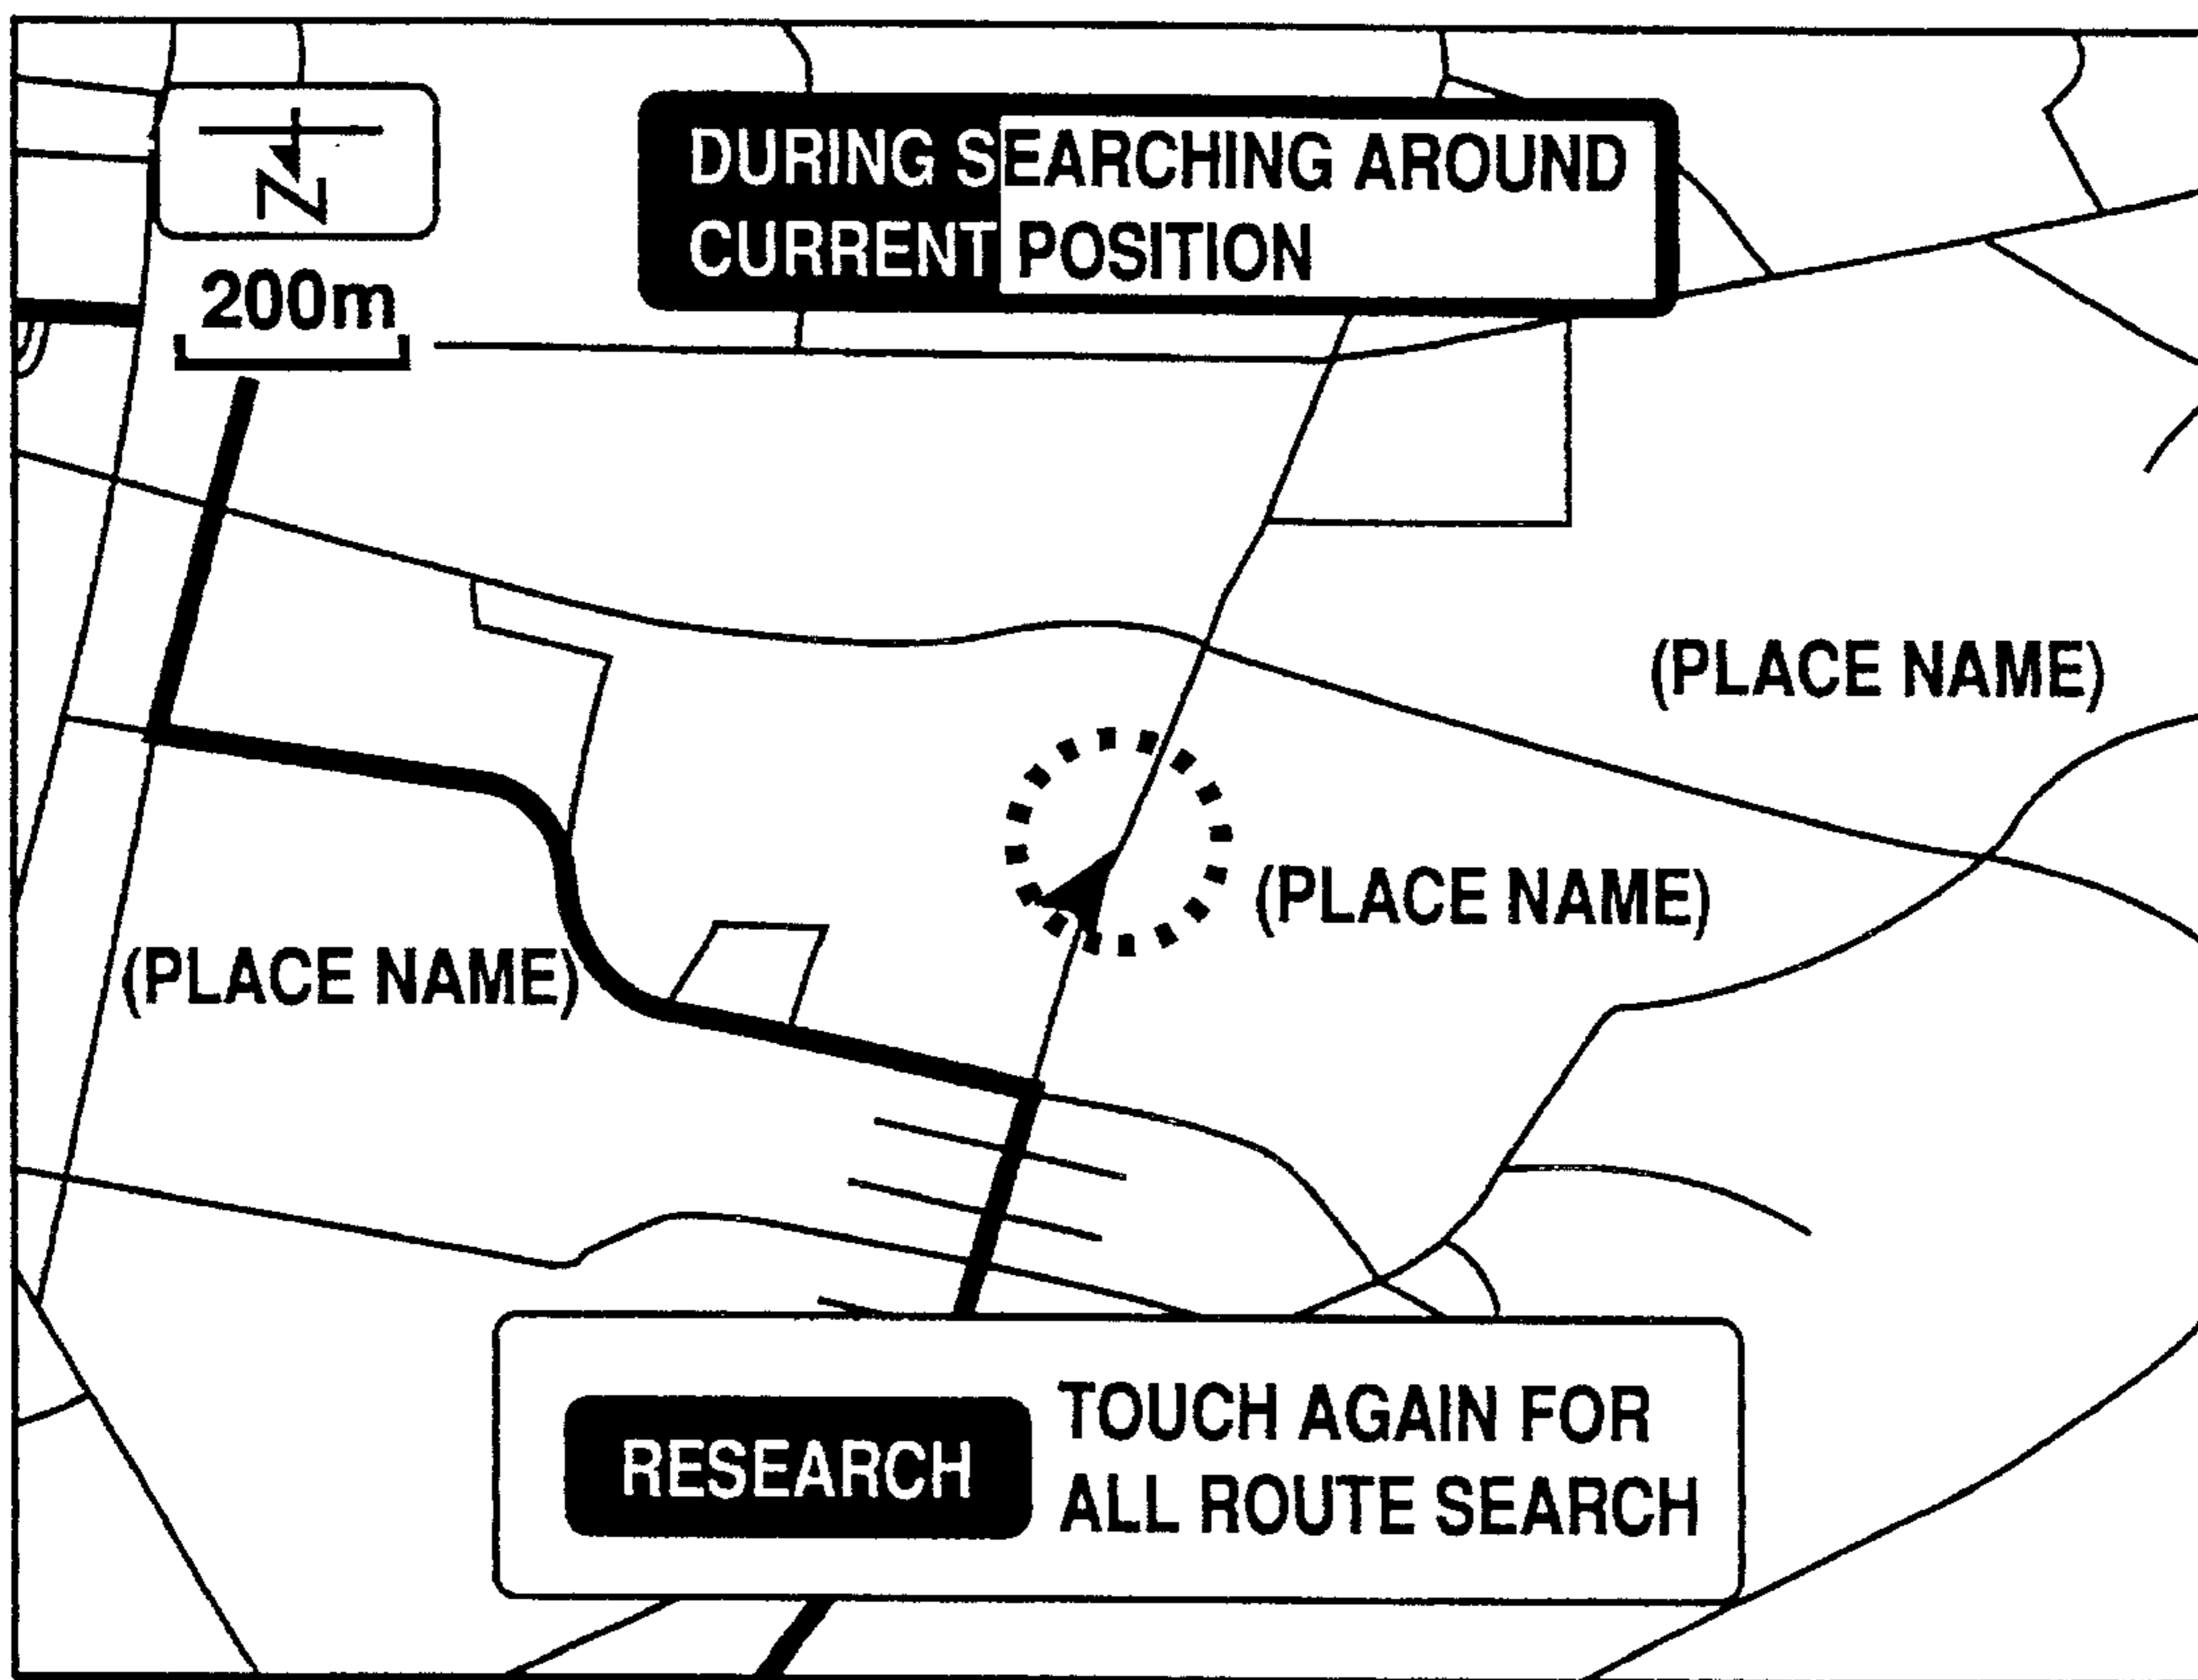 DURING SEARCHING AROUND
CURRENT POSITION
N
200m
(PLACE NAME)
(PLACE NAME)
(PLACE NAME)
RESEARCH
TOUCH AGAIN FOR
ALL ROUTE SEARCH